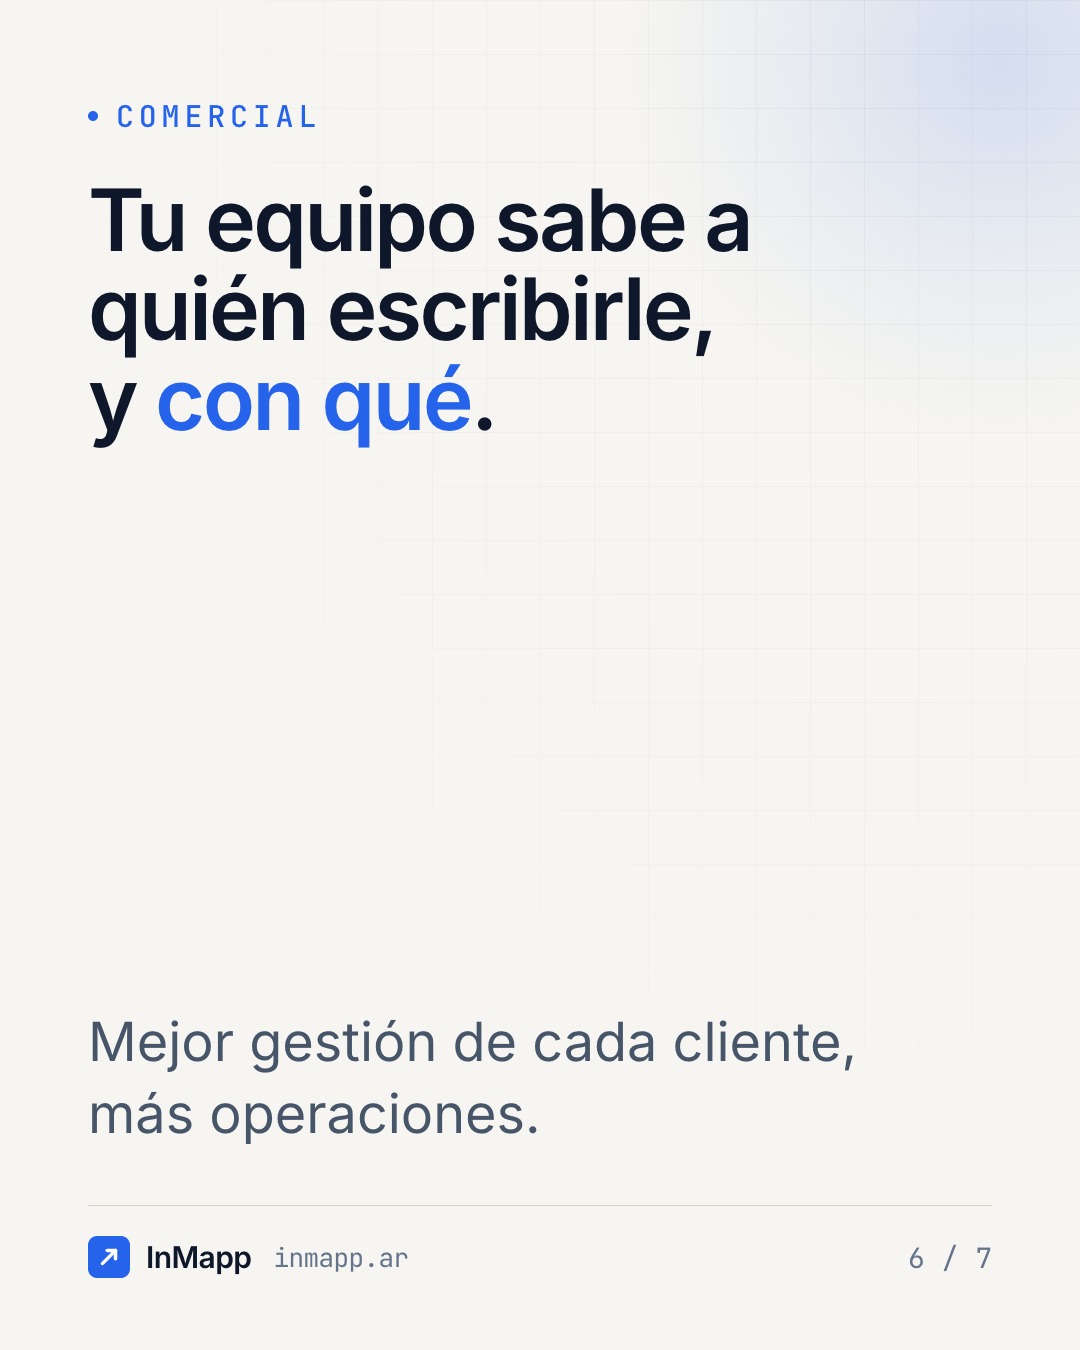 • COMERCIAL
Tu equipo sabe a
quién escribirle,
y con qué.
Mejor gestión de cada cliente,
más operaciones.
InMapp inmapp.ar 6 / 7